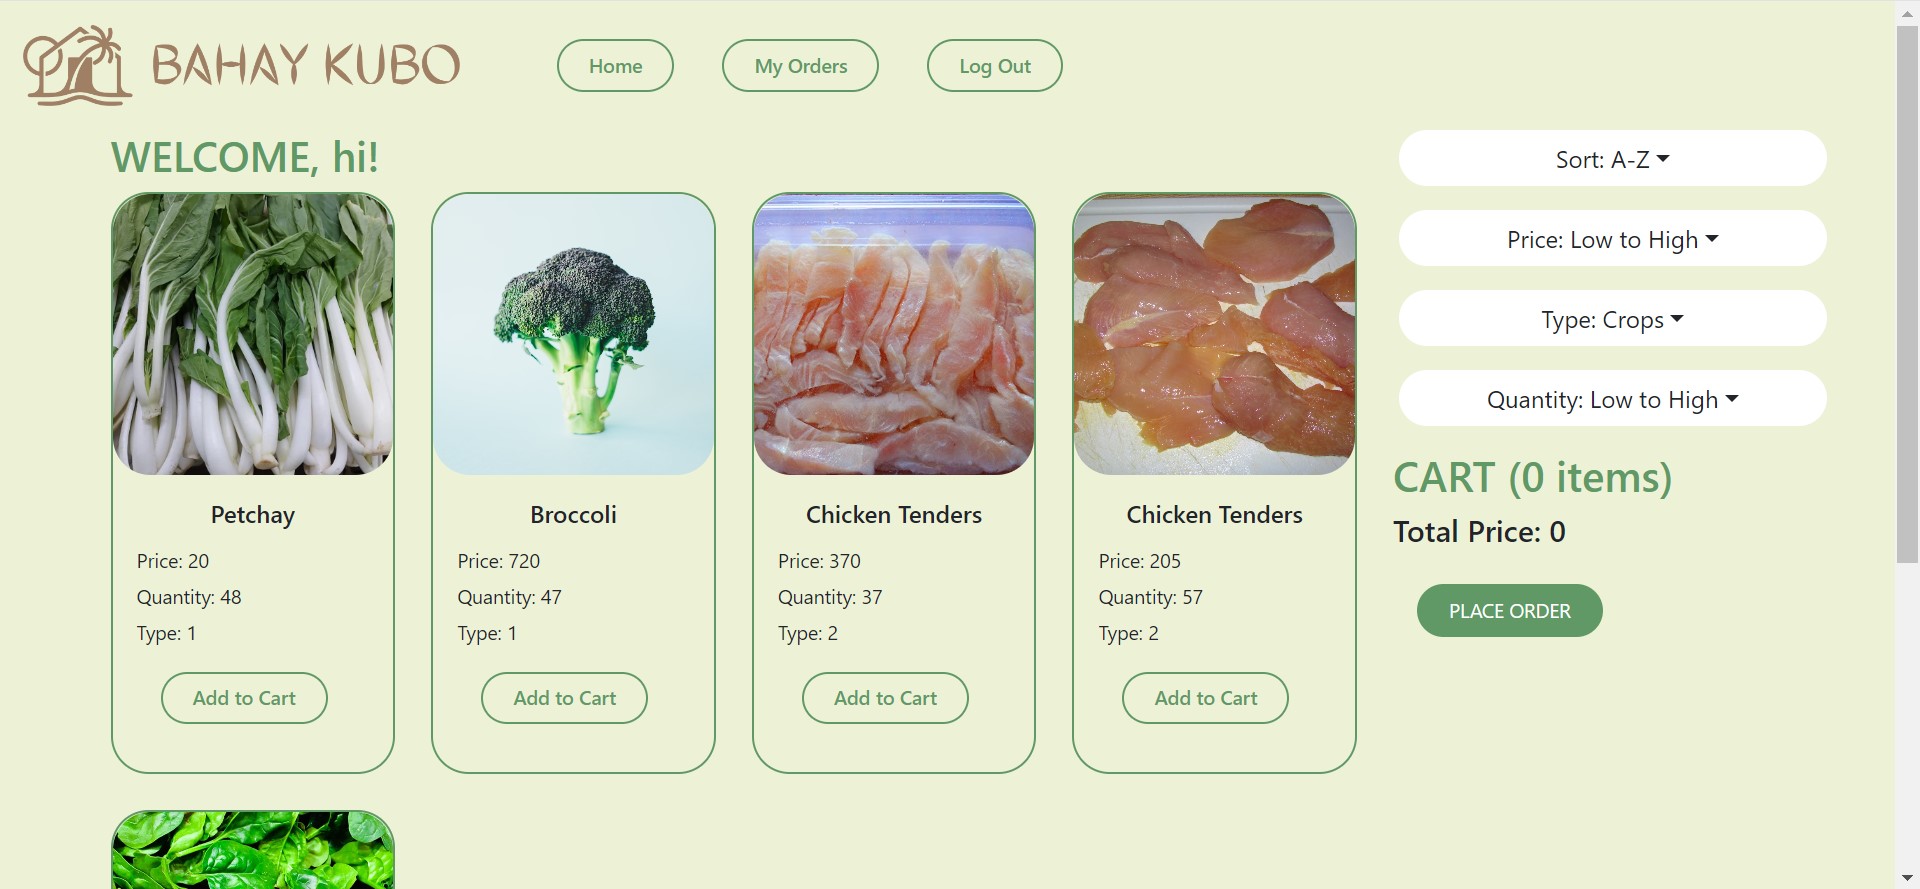 BAHAY KUBO
Home
My Orders
Log Out
WELCOME, hi!
Petchay
Price: 20
Quantity: 48
Type: 1
Add to Cart
Broccoli
Price: 720
Quantity: 47
Type: 1
Add to Cart
Chicken Tenders
Price: 370
Quantity: 37
Type: 2
Add to Cart
Chicken Tenders
Price: 205
Quantity: 57
Type: 2
Add to Cart
Sort: A-Z
Price: Low to High
Type: Crops
Quantity: Low to High
CART (0 items)
Total Price: 0
PLACE ORDER